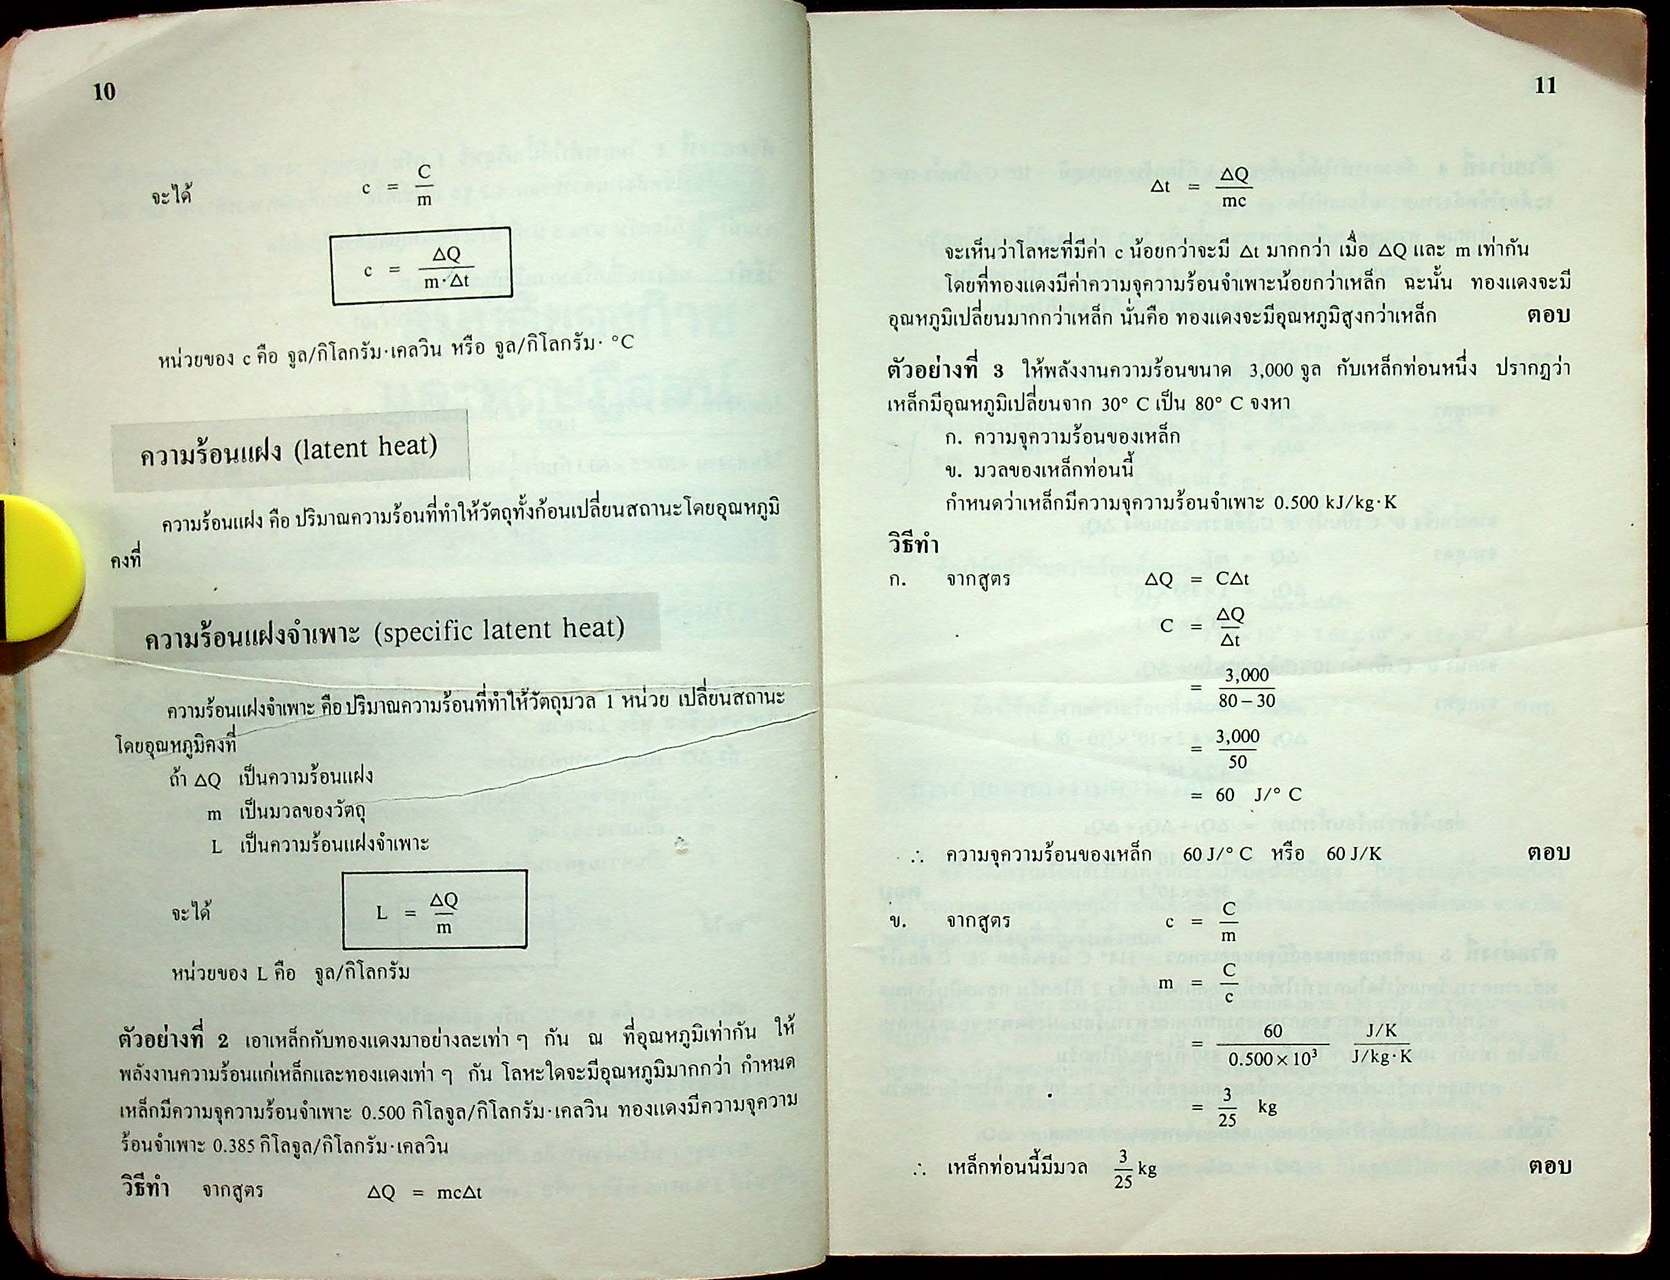 10
จะได้ c = C/m
c = ΔQ/m·Δt
หน่วยของ c คือ จูล/กิโลกรัม·เคลวิน หรือ จูล/กิโลกรัม· °C
ความร้อนแฝง (latent heat)
ความร้อนแฝง คือ ปริมาณความร้อนที่ทำให้วัตถุทั้งก้อนเปลี่ยนสถานะโดยอุณหภูมิ
คงที่
ความร้อนแฝงจำเพาะ (specific latent heat)
ความร้อนแฝงจำเพาะ คือ ปริมาณความร้อนที่ทำให้วัตถุมวล 1 หน่วย เปลี่ยนสถานะ
โดยอุณหภูมิคงที่
ถ้า ΔQ เป็นความร้อนแฝง
m เป็นมวลของวัตถุ
L เป็นความร้อนแฝงจำเพาะ
จะได้ L = ΔQ/m
หน่วยของ L คือ จูล/กิโลกรัม
ตัวอย่างที่ 2 เอาเหล็กกับทองแดงมาอย่างละเท่า ๆ กัน ณ ที่อุณหภูมิเท่ากัน ให้
พลังงานความร้อนแก่เหล็กและทองแดงเท่า ๆ กัน โลหะใดจะมีอุณหภูมิมากกว่า กำหนด
เหล็กมีความจุความร้อนจำเพาะ 0.500 กิโลจูล/กิโลกรัม·เคลวิน ทองแดงมีความจุความ
ร้อนจำเพาะ 0.385 กิโลจูล/กิโลกรัม·เคลวิน
วิธีทำ จากสูตร ΔQ = mcΔt
11
Δt = ΔQ/mc
จะเห็นว่าโลหะที่มีค่า c น้อยกว่าจะมี Δt มากกว่า เมื่อ ΔQ และ m เท่ากัน
โดยที่ทองแดงมีค่าความจุความร้อนจำเพาะน้อยกว่าเหล็ก ฉะนั้น ทองแดงจะมี
อุณหภูมิเปลี่ยนมากกว่าเหล็ก นั่นคือ ทองแดงจะมีอุณหภูมิสูงกว่าเหล็ก ตอบ
ตัวอย่างที่ 3 ให้พลังงานความร้อนขนาด 3,000 จูล กับเหล็กท่อนหนึ่ง ปรากฏว่า
เหล็กมีอุณหภูมิเปลี่ยนจาก 30° C เป็น 80° C จงหา
ก. ความจุความร้อนของเหล็ก
ข. มวลของเหล็กท่อนนี้
กำหนดว่าเหล็กมีความจุความร้อนจำเพาะ 0.500 kJ/kg·K
วิธีทำ
ก. จากสูตร ΔQ = CΔt
C = ΔQ/Δt
= 3,000/80–30
= 3,000/50
= 60 J/° C
∴ ความจุความร้อนของเหล็ก 60 J/° C หรือ 60 J/K ตอบ
ข. จากสูตร c = C/m
m = C/c
= 60/0.500×10³ J/K/J/kg·K
= 3/25 kg
∴ เหล็กท่อนนี้มีมวล 3/25 kg ตอบ